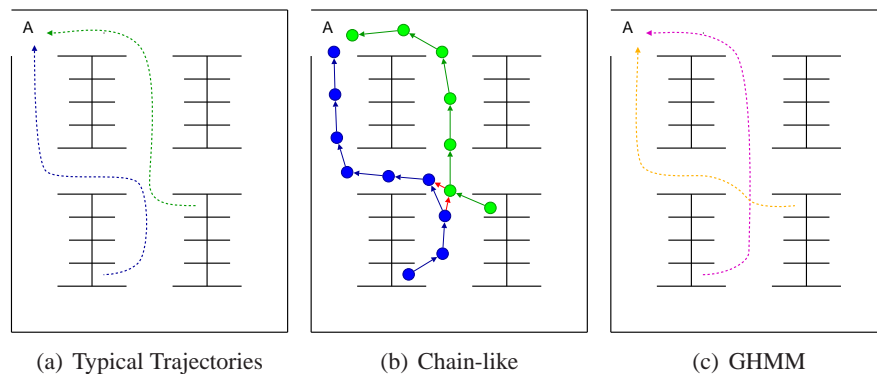 A
A
A
(a) Typical Trajectories
(b) Chain-like
(c) GHMM